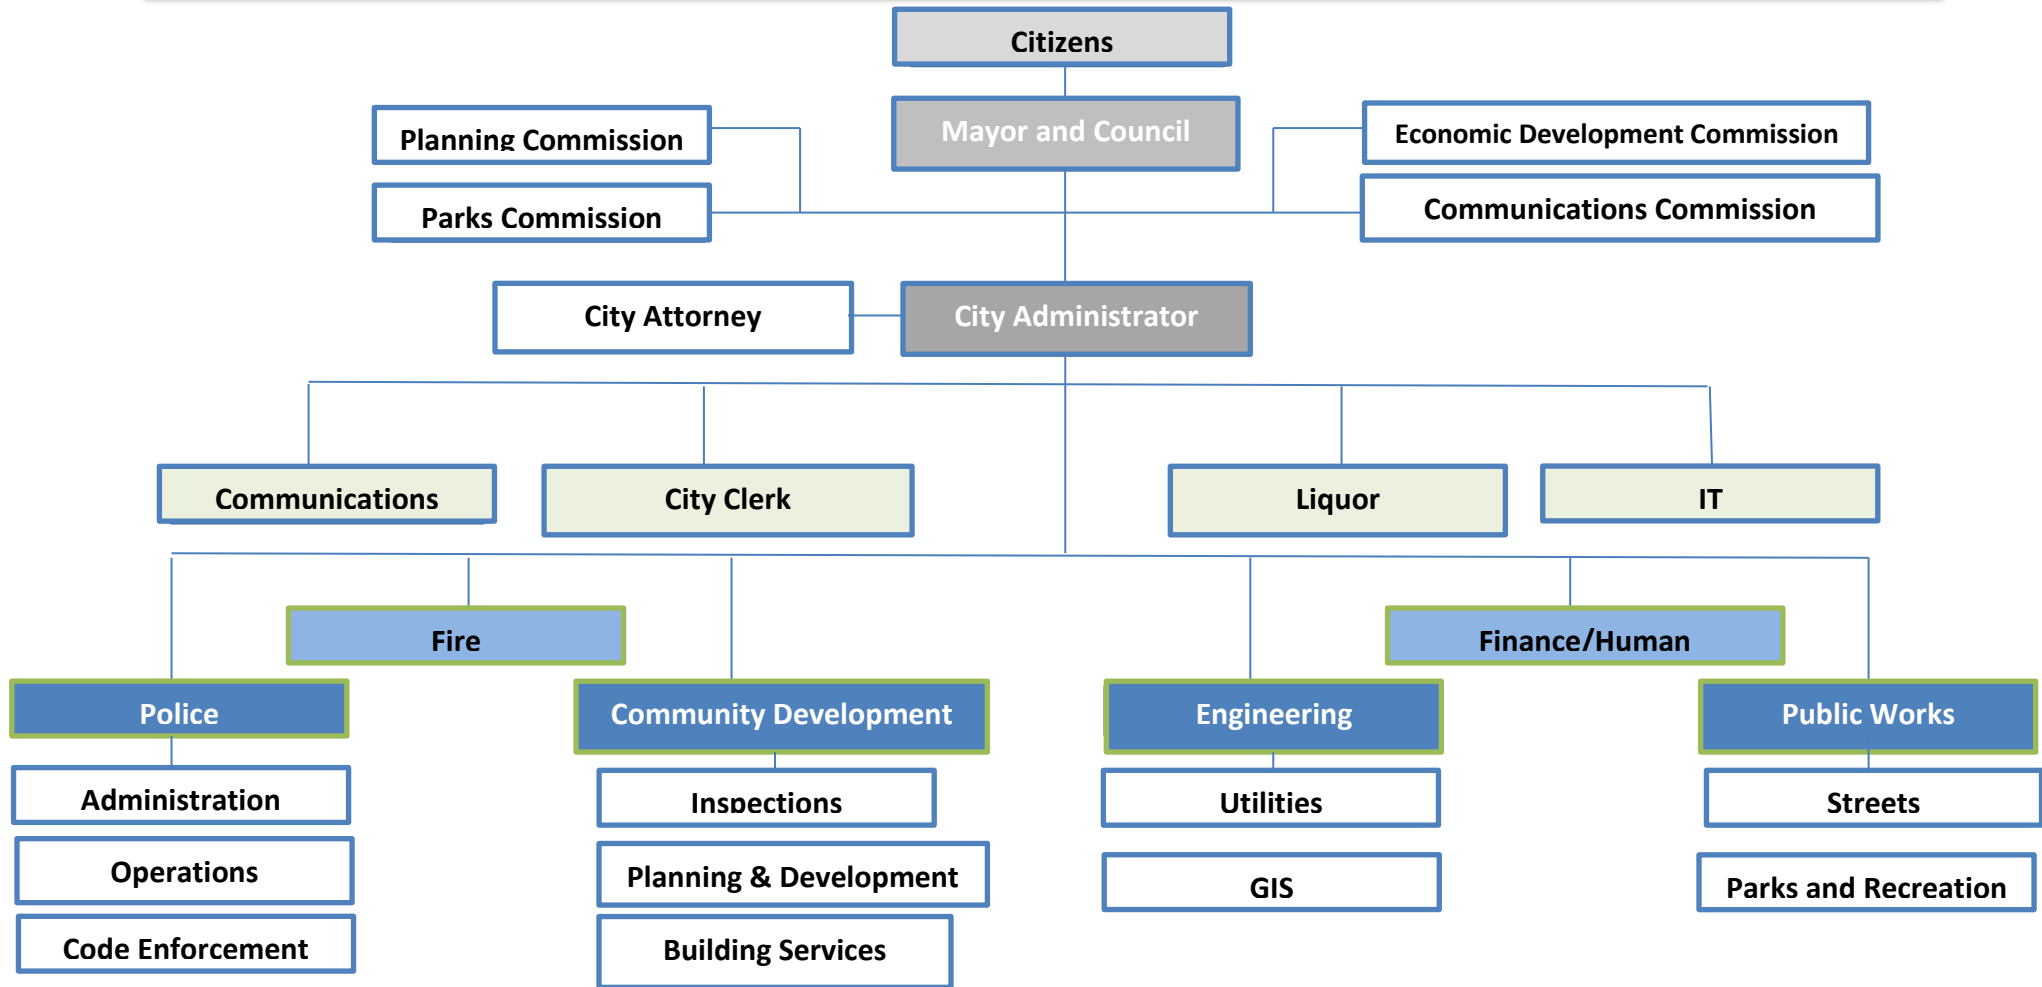 Citizens
Mayor and Council
Planning Commission
Economic Development Commission
Parks Commission
Communications Commission
City Attorney
City Administrator
Communications
City Clerk
Liquor
IT
Fire
Finance/Human
Police
Community Development
Engineering
Public Works
Administration
Inspections
Utilities
Streets
Operations
Planning & Development
GIS
Parks and Recreation
Code Enforcement
Building Services